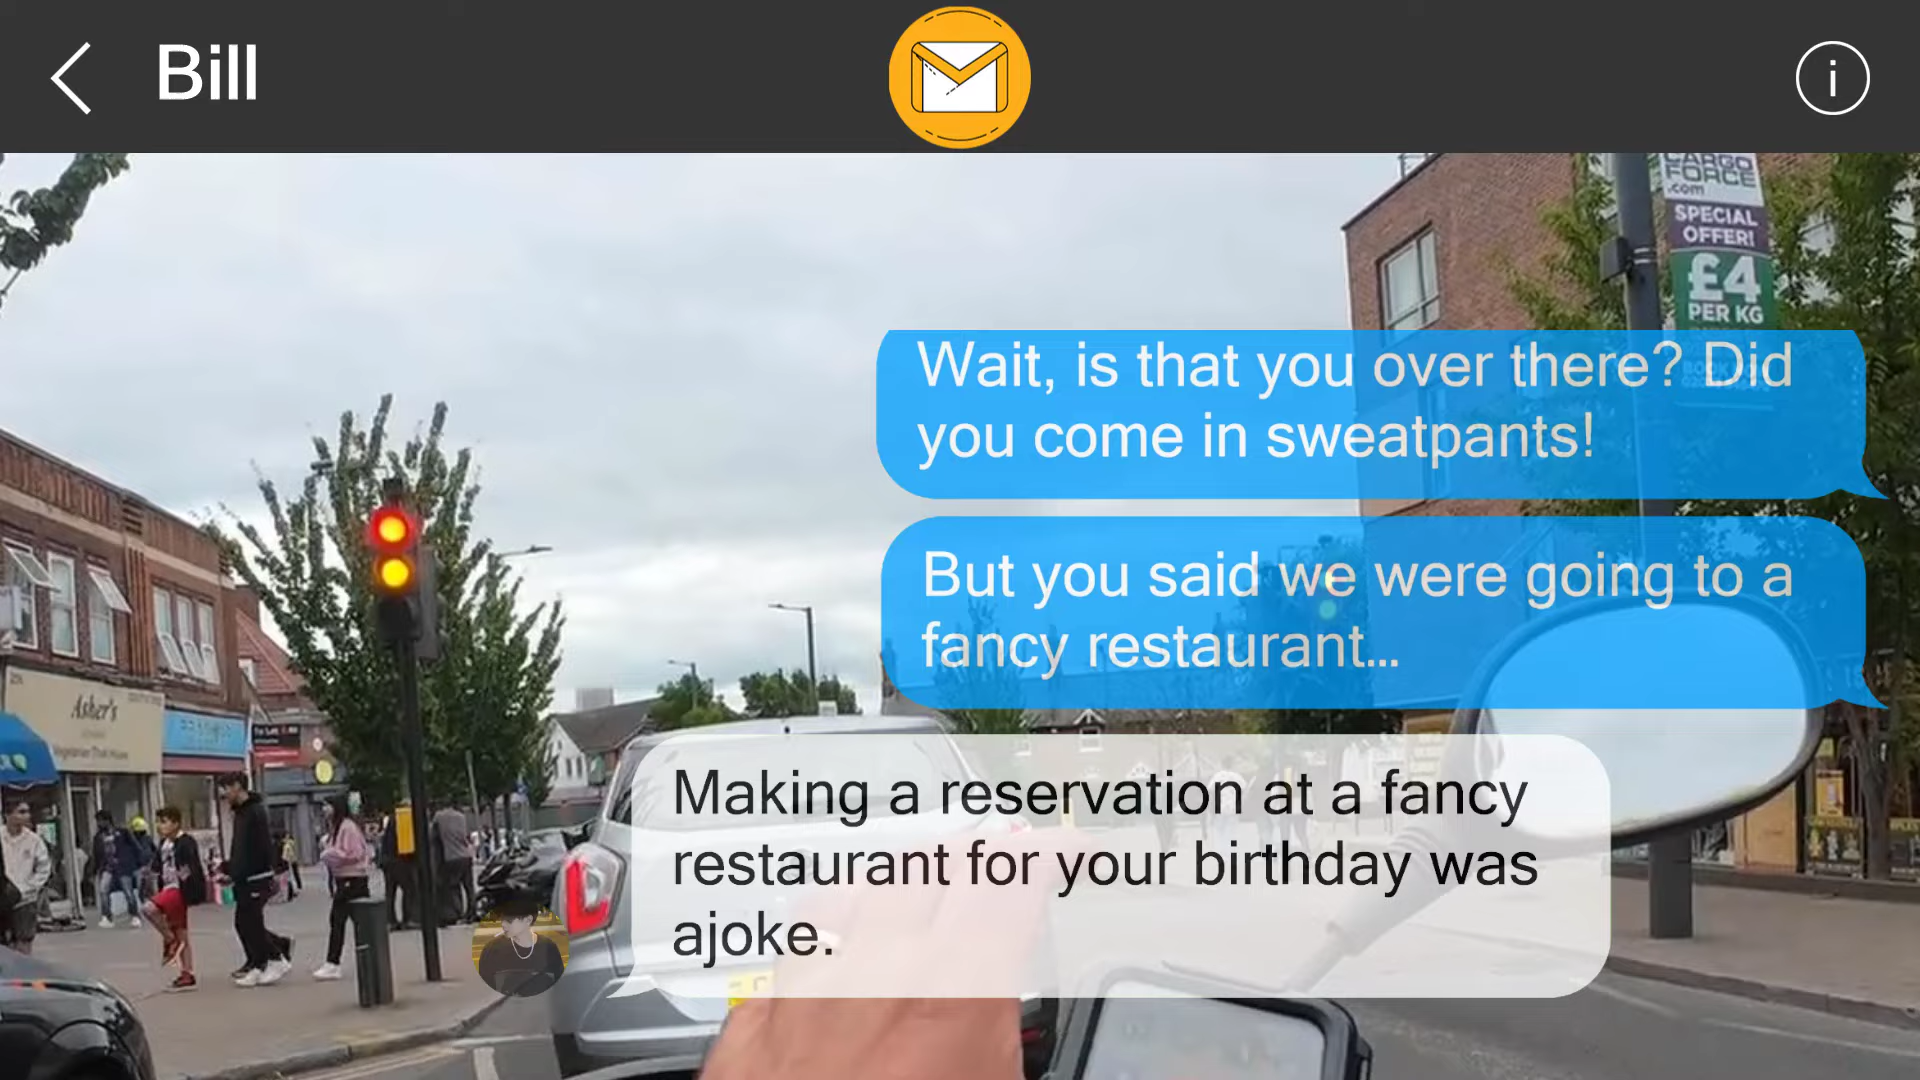 Bill
CARGO
FORCE
.com
SPECIAL
OFFER!
£4
PER KG
Wait, is that you over there? Did
you come in sweatpants!
But you said we were going to a
fancy restaurant...
Asher's
Making a reservation at a fancy
restaurant for your birthday was
ajoke.